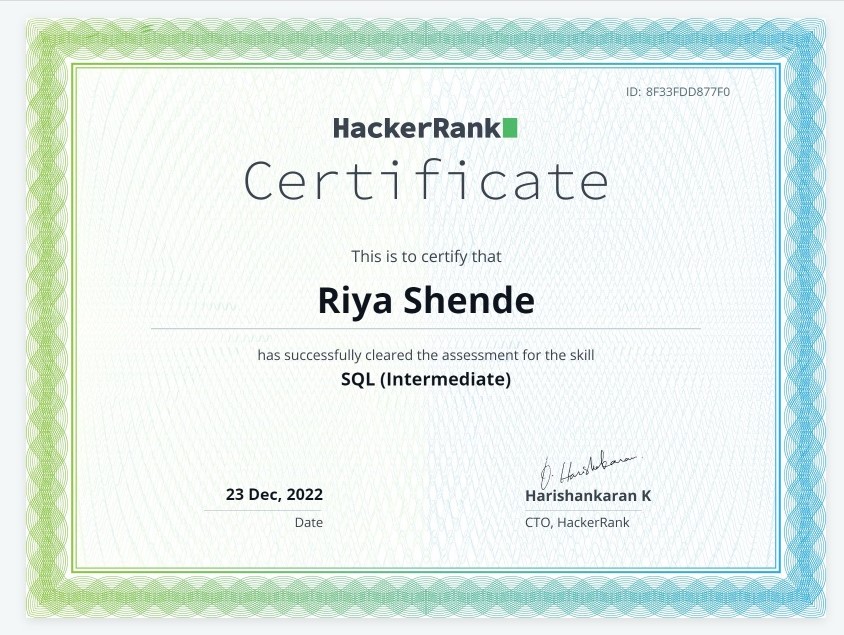 ID: 8F33FDD877F0
HackerRank
Certificate
This is to certify that
Riya Shende
has successfully cleared the assessment for the skill
SQL (Intermediate)
D. Harishankaran
23 Dec, 2022
Harishankaran K
Date
CTO, HackerRank